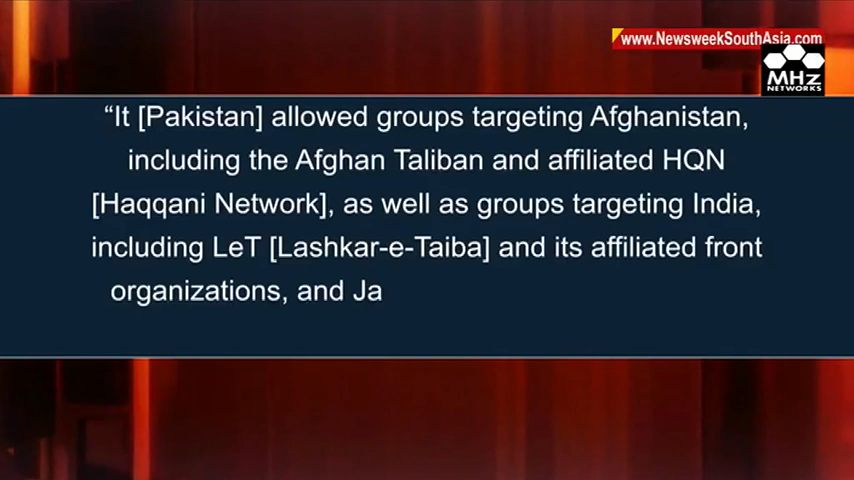 www.NewsweekSouthAsia.com
MHz
NETWORKS
“It [Pakistan] allowed groups targeting Afghanistan,
including the Afghan Taliban and affiliated HQN
[Haqqani Network], as well as groups targeting India,
including LeT [Lashkar-e-Taiba] and its affiliated front
organizations, and Ja